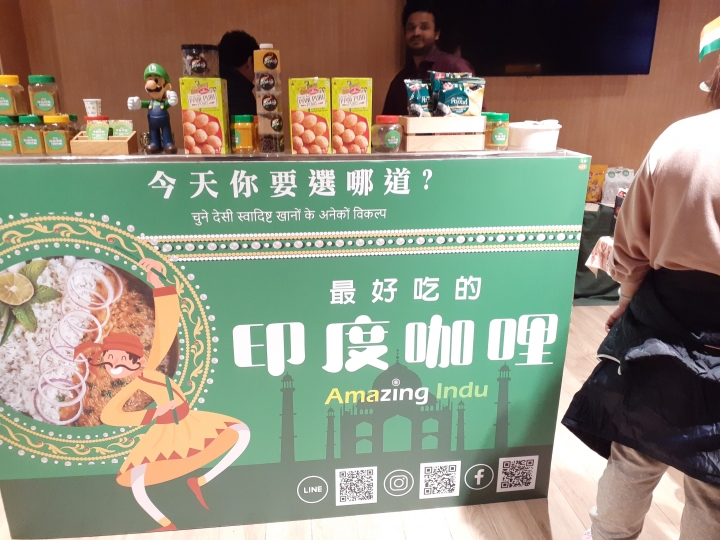 今天你要選哪道?
चुने देसी स्वादिष्ट खानों के अनेकों विकल्प
最好吃的
印度咖哩
Amazing Indu
LINE